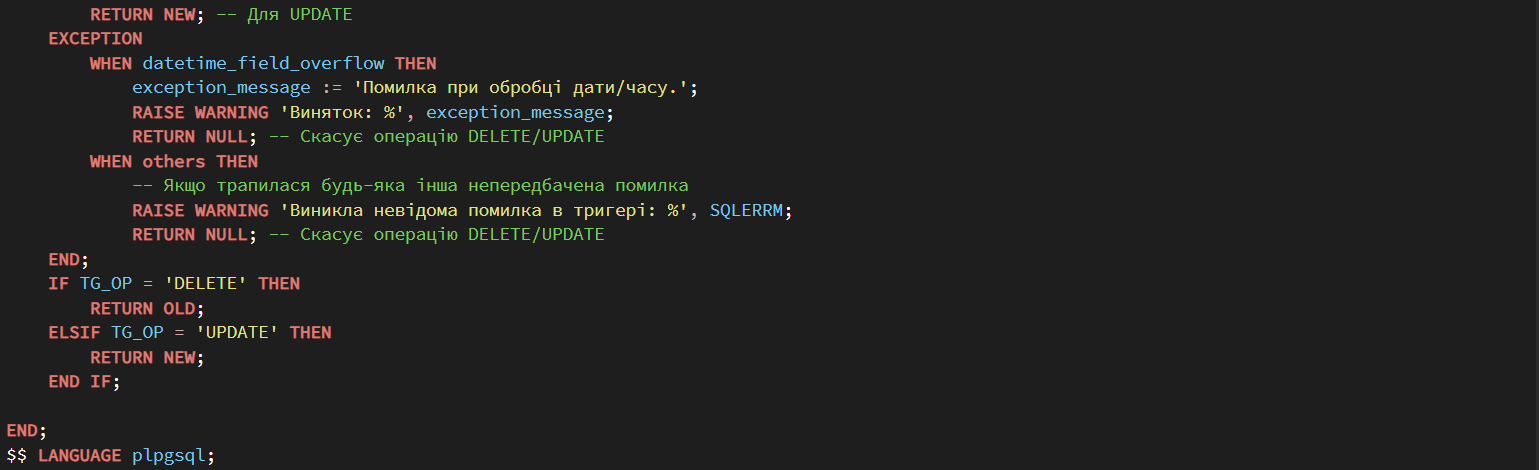 RETURN NEW; -- Для UPDATE
EXCEPTION
WHEN datetime_field_overflow THEN
exception_message := 'Помилка при обробці дати/часу.';
RAISE WARNING 'Виняток: %', exception_message;
RETURN NULL; -- Скасує операцію DELETE/UPDATE
WHEN others THEN
-- Якщо трапилася будь-яка інша непередбачена помилка
RAISE WARNING 'Виникла невідома помилка в тригері: %', SQLERRM;
RETURN NULL; -- Скасує операцію DELETE/UPDATE
END;
IF TG_OP = 'DELETE' THEN
RETURN OLD;
ELSIF TG_OP = 'UPDATE' THEN
RETURN NEW;
END IF;
END;
$$ LANGUAGE plpgsql;